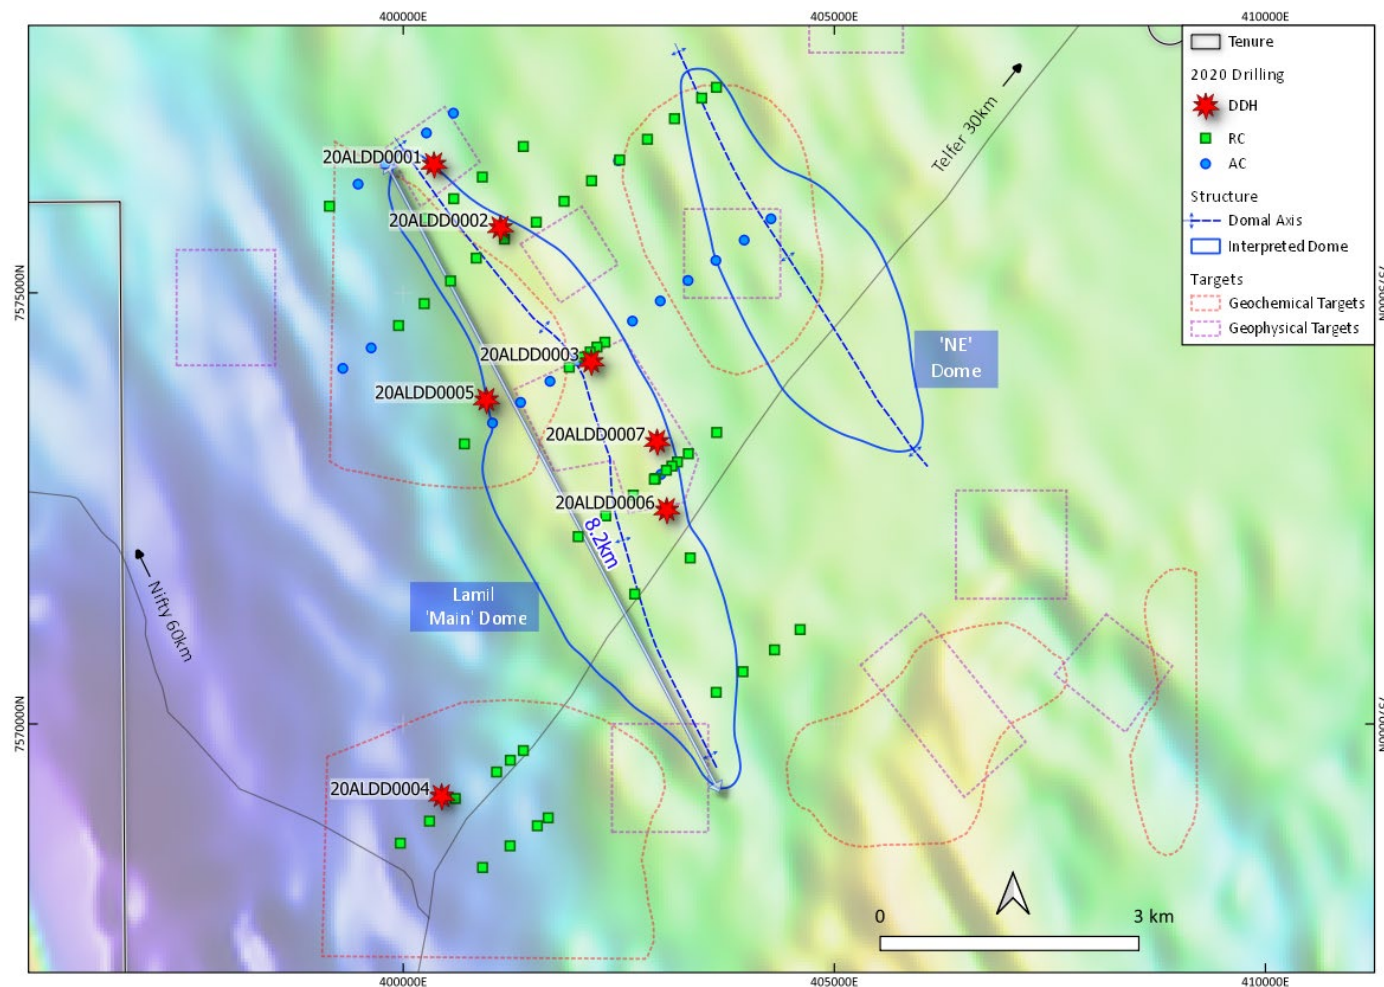 400000E
405000E
410000E
Tenure
2020 Drilling
DDH
RC
AC
Structure
Domal Axis
Interpreted Dome
Targets
Geochemical Targets
Geophysical Targets
Telfer 30km
20ALDD0001
20ALDD0002
7575000N
20ALDD0003
'NE'
Dome
20ALDD0005
20ALDD0007
20ALDD0006
8.2km
Nifty 60km
Lamil
'Main' Dome
7570000N
20ALDD0004
0
3 km
400000E
405000E
410000E